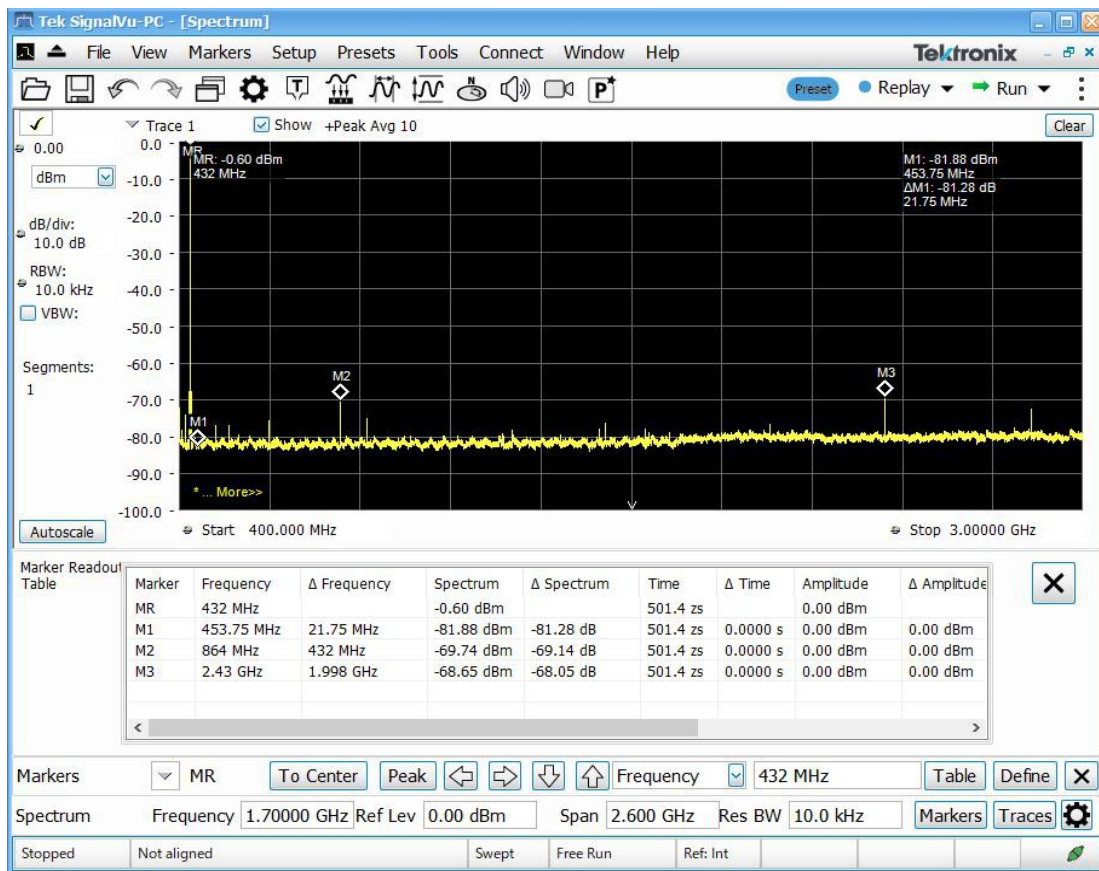 Tek SignalVu-PC - [Spectrum]
File View Markers Setup Presets Tools Connect Window Help Tektronix
Preset Replay Run
Trace 1 Show +Peak Avg 10 Clear
0.00
dBm
dB/div:
10.0 dB
RBW:
10.0 kHz
VBW:
Segments:
1
Autoscale
0.0
-10.0
-20.0
-30.0
-40.0
-50.0
-60.0
-70.0
-80.0
-90.0
-100.0
MR
MR: -0.60 dBm
432 MHz
M1: -81.88 dBm
453.75 MHz
ΔM1: -81.28 dB
21.75 MHz
M2
M3
M1
* ... More>>
Start 400.000 MHz Stop 3.00000 GHz
Marker Readout
Table
Marker Frequency Δ Frequency Spectrum Δ Spectrum Time Δ Time Amplitude Δ Amplitude
MR 432 MHz -0.60 dBm 501.4 zs 0.00 dBm
M1 453.75 MHz 21.75 MHz -81.88 dBm -81.28 dB 501.4 zs 0.0000 s 0.00 dBm 0.00 dBm
M2 864 MHz 432 MHz -69.74 dBm -69.14 dB 501.4 zs 0.0000 s 0.00 dBm 0.00 dBm
M3 2.43 GHz 1.998 GHz -68.65 dBm -68.05 dB 501.4 zs 0.0000 s 0.00 dBm 0.00 dBm
Markers MR To Center Peak Frequency 432 MHz Table Define
Spectrum Frequency 1.70000 GHz Ref Lev 0.00 dBm Span 2.600 GHz Res BW 10.0 kHz Markers Traces
Stopped Not aligned Swept Free Run Ref: Int